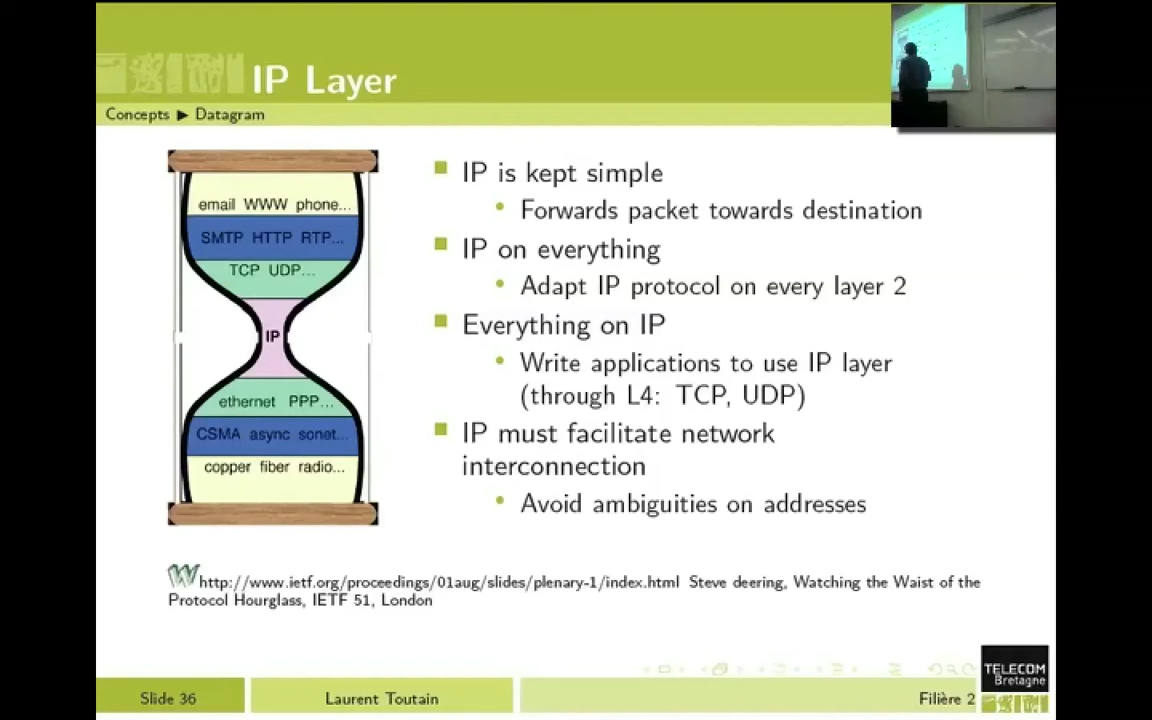 IP Layer
Concepts ▶ Datagram
email WWW phone...
SMTP HTTP RTP...
TCP UDP...
IP
ethernet PPP...
CSMA async sonet...
copper fiber radio...
IP is kept simple
Forwards packet towards destination
IP on everything
Adapt IP protocol on every layer 2
Everything on IP
Write applications to use IP layer
(through L4: TCP, UDP)
IP must facilitate network
interconnection
Avoid ambiguities on addresses
W http://www.ietf.org/proceedings/01aug/slides/plenary-1/index.html Steve deering, Watching the Waist of the
Protocol Hourglass, IETF 51, London
TELECOM
Bretagne
Slide 36 Laurent Toutain Filière 2